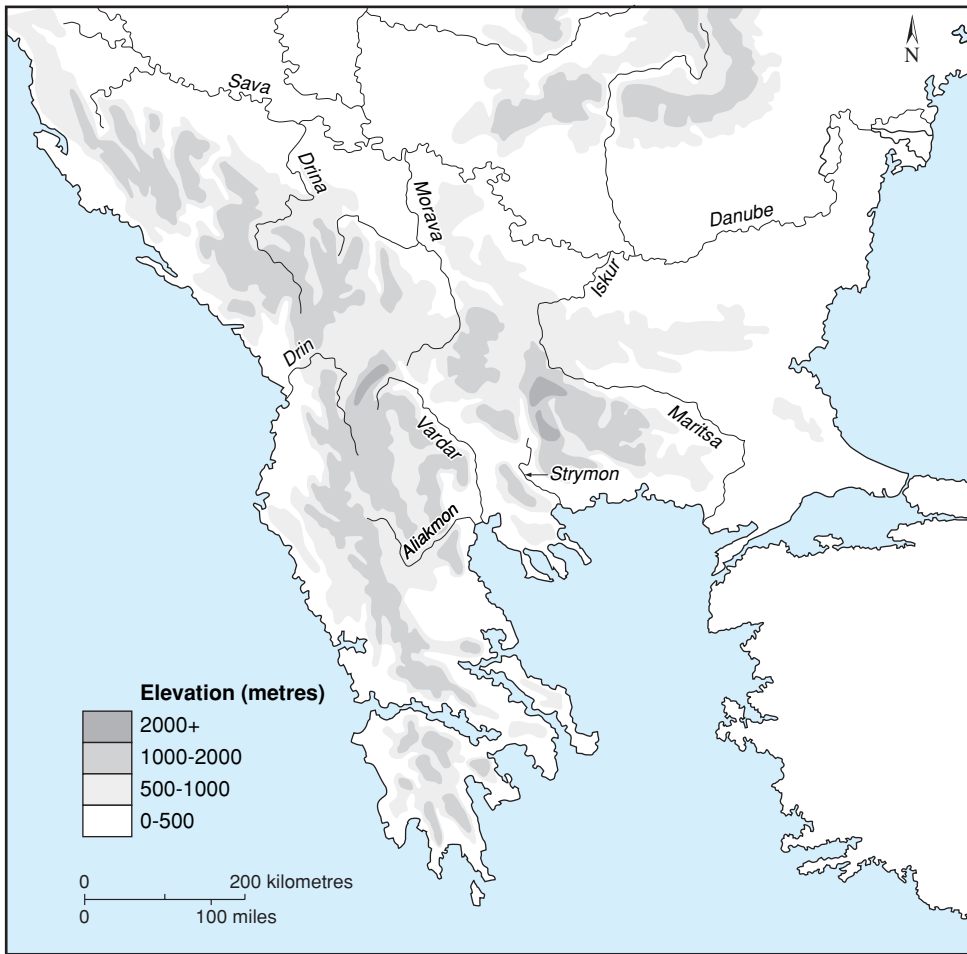 N
Sava
Drina
Morava
Danube
Iskur
Drin
Vardar
Maritsa
Strymon
Aliakmon
Elevation (metres)
2000+
1000-2000
500-1000
0-500
0 200 kilometres
0 100 miles